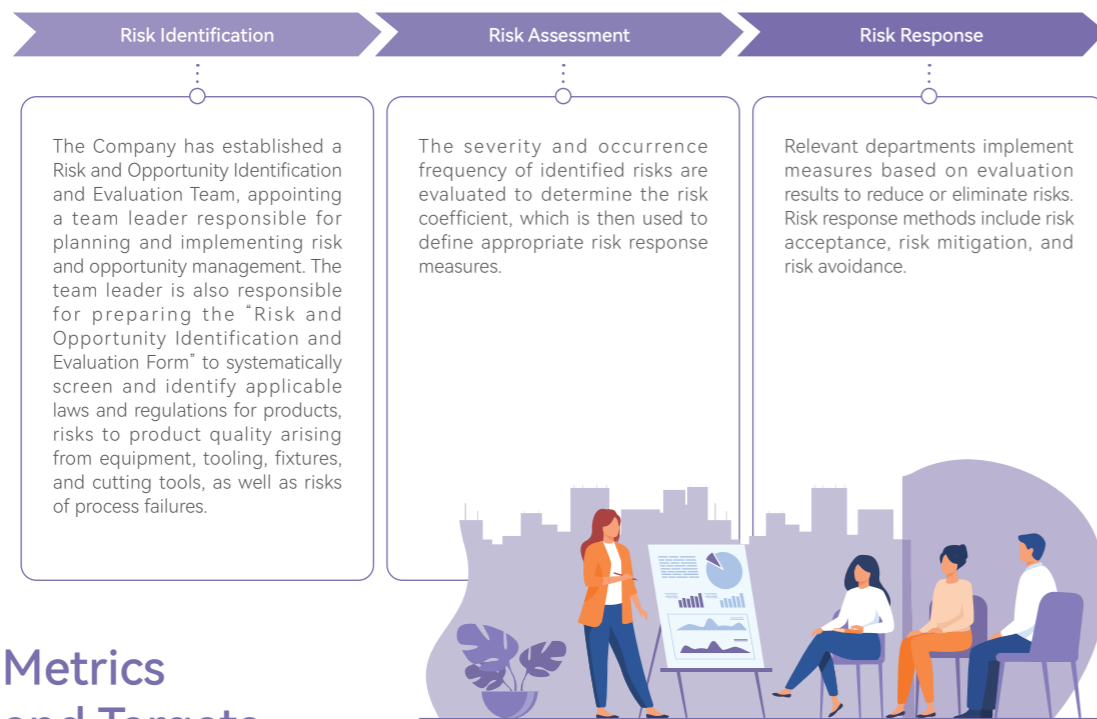 Risk Identification
Risk Assessment
Risk Response
The Company has established a
Risk and Opportunity Identification
and Evaluation Team, appointing
a team leader responsible for
planning and implementing risk
and opportunity management. The
team leader is also responsible
for preparing the “Risk and
Opportunity Identification and
Evaluation Form” to systematically
screen and identify applicable
laws and regulations for products,
risks to product quality arising
from equipment, tooling, fixtures,
and cutting tools, as well as risks
of process failures.
The severity and occurrence
frequency of identified risks are
evaluated to determine the risk
coefficient, which is then used to
define appropriate risk response
measures.
Relevant departments implement
measures based on evaluation
results to reduce or eliminate risks.
Risk response methods include risk
acceptance, risk mitigation, and
risk avoidance.
Metrics
and Targets